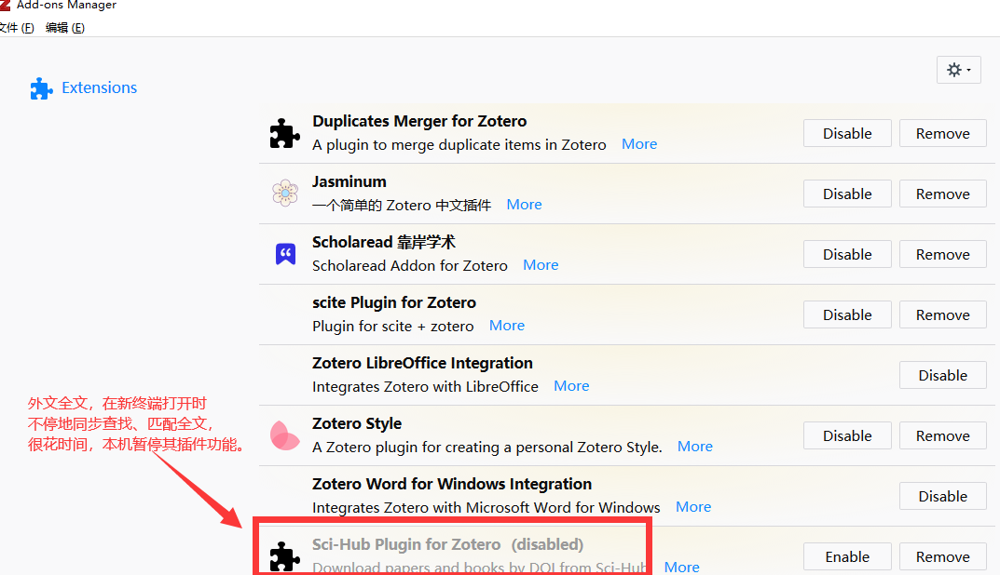 Add-ons Manager
文件 (F) 编辑 (E)
Extensions
Duplicates Merger for Zotero
A plugin to merge duplicate items in Zotero More
Disable Remove
Jasminum
一个简单的 Zotero 中文插件 More
Disable Remove
Scholaread 靠岸学术
Scholaread Addon for Zotero More
Disable Remove
scite Plugin for Zotero
Plugin for scite + zotero More
Disable Remove
Zotero LibreOffice Integration
Integrates Zotero with LibreOffice More
Disable
外文全文，在新终端打开时
不停地同步查找、匹配全文，
很花时间，本机暂停其插件功能。
Zotero Style
A Zotero plugin for creating a personal Zotero Style. More
Disable Remove
Zotero Word for Windows Integration
Integrates Zotero with Microsoft Word for Windows More
Disable
Sci-Hub Plugin for Zotero (disabled)
Download papers and books by DOI from Sci-Hub More
Enable Remove